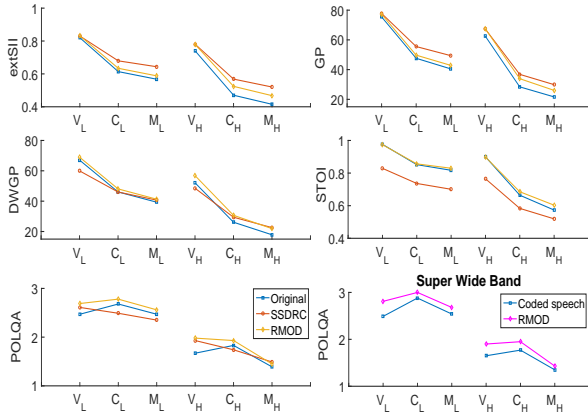 1
0.8
0.6
0.4
extSII
V_L C_L M_L V_H C_H M_H
80
60
40
20
GP
V_L C_L M_L V_H C_H M_H
80
60
40
20
DWGP
V_L C_L M_L V_H C_H M_H
1
0.8
0.6
0.4
STOI
V_L C_L M_L V_H C_H M_H
3
2
1
POLQA
Original
SSDRC
RMOD
V_L C_L M_L V_H C_H M_H
Super Wide Band
3
2
1
POLQA
Coded speech
RMOD
V_L C_L M_L V_H C_H M_H